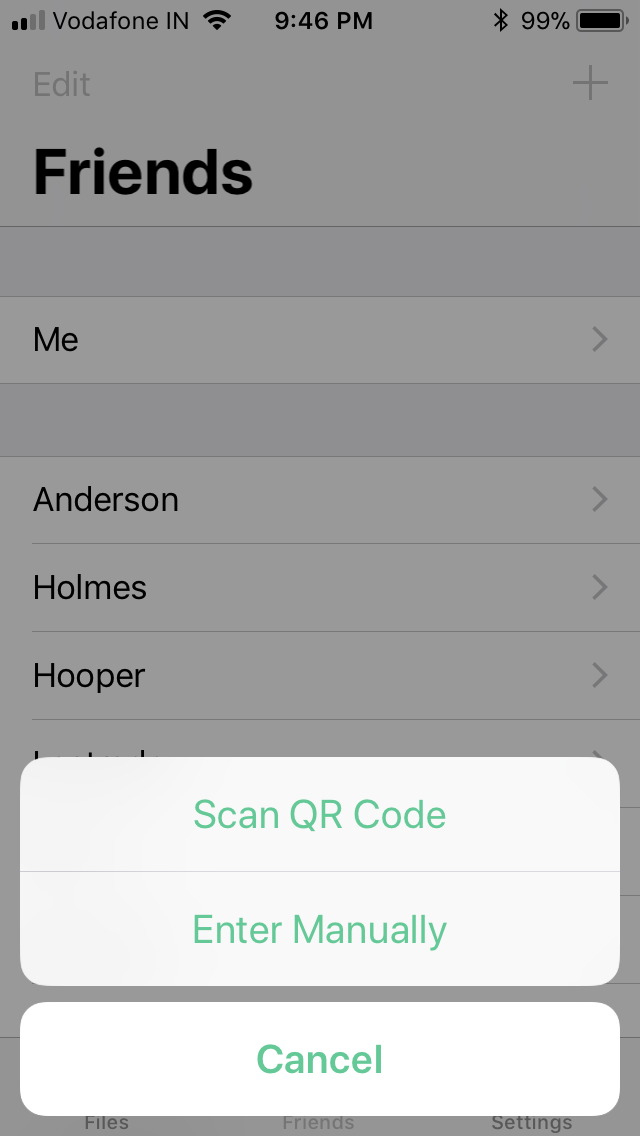 Vodafone IN 9:46 PM 99%
Edit
Friends
Me
Anderson
Holmes
Hooper
Scan QR Code
Enter Manually
Cancel
Files Friends Settings